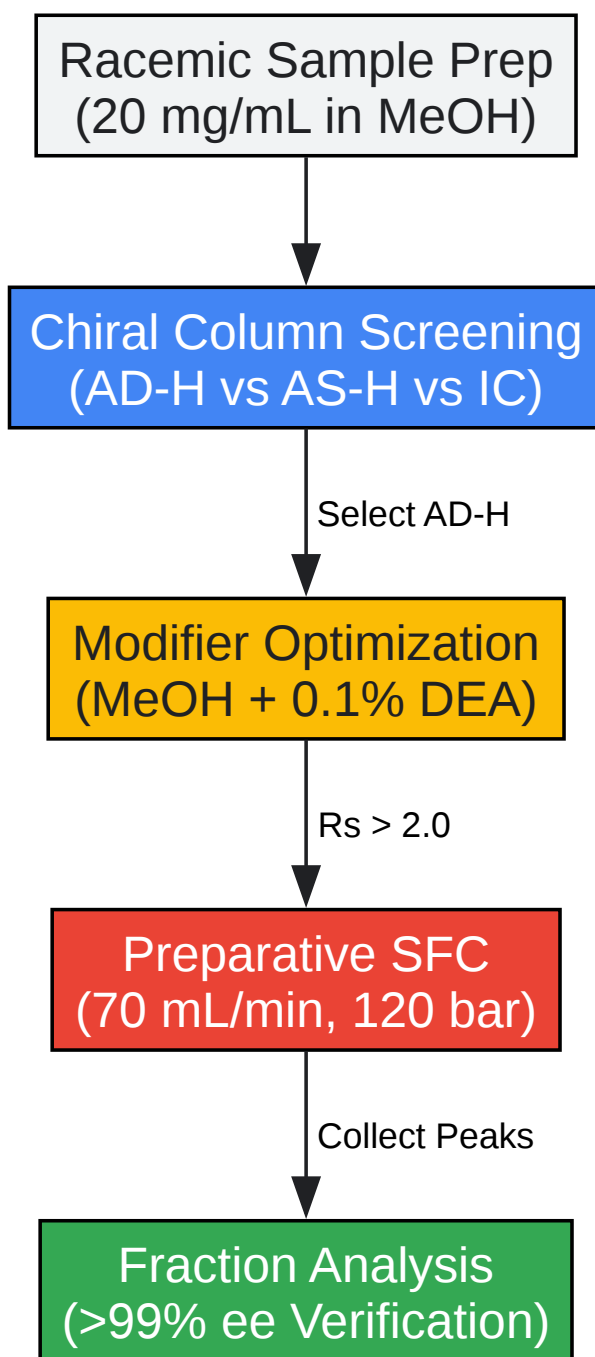 Racemic Sample Prep
(20 mg/mL in MeOH)
Chiral Column Screening
(AD-H vs AS-H vs IC)
Select AD-H
Modifier Optimization
(MeOH + 0.1% DEA)
Rs > 2.0
Preparative SFC
(70 mL/min, 120 bar)
Collect Peaks
Fraction Analysis
(>99% ee Verification)